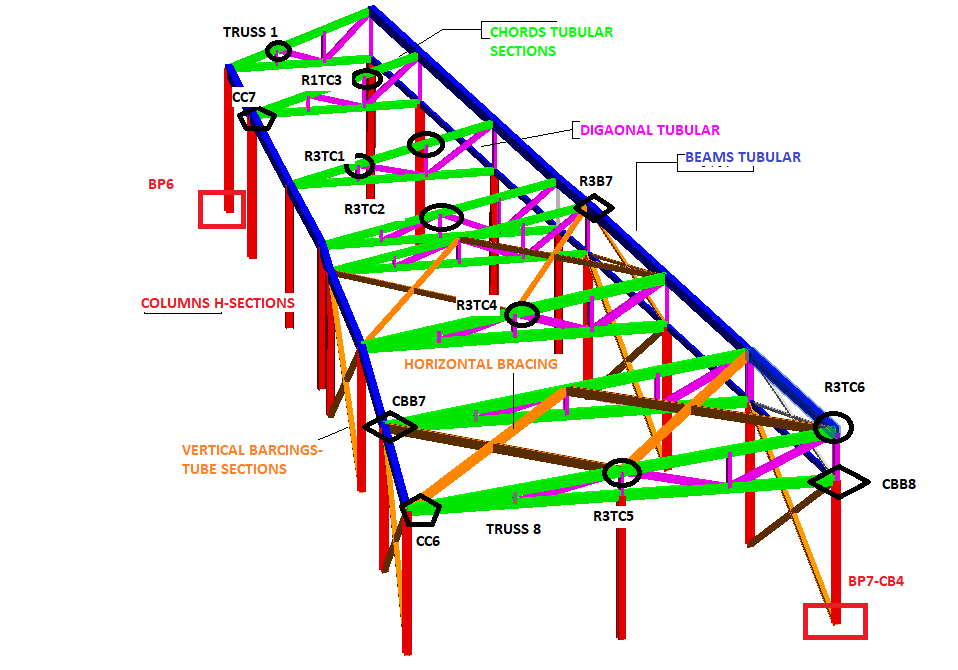 TRUSS 1
CHORDS TUBULAR
SECTIONS
R1TC3
CC7
DIGAONAL TUBULAR
R3TC1
BEAMS TUBULAR
BP6
R3B7
R3TC2
COLUMNS H-SECTIONS
R3TC4
HORIZONTAL BRACING
R3TC6
CBB7
VERTICAL BARCINGS-
TUBE SECTIONS
CBB8
R3TC5
TRUSS 8
CC6
BP7-CB4